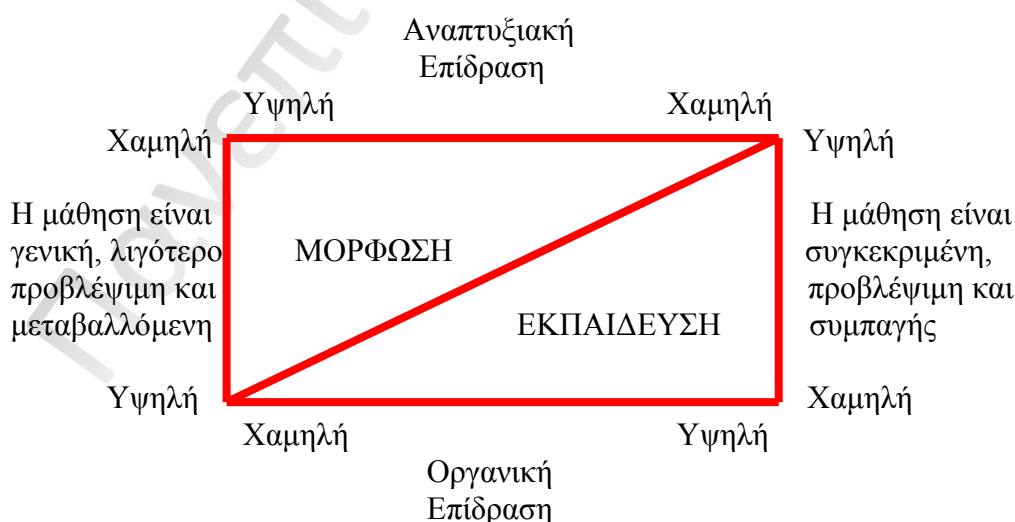 Αναπτυξιακή
Επίδραση
Υψηλή Χαμηλή
Χαμηλή Υψηλή
Η μάθηση είναι
γενική, λιγότερο
προβλέψιμη και
μεταβαλλόμενη
ΜΟΡΦΩΣΗ
ΕΚΠΑΙΔΕΥΣΗ
Η μάθηση είναι
συγκεκριμένη,
προβλέψιμη και
συμπαγής
Υψηλή Χαμηλή
Χαμηλή Υψηλή
Οργανική
Επίδραση